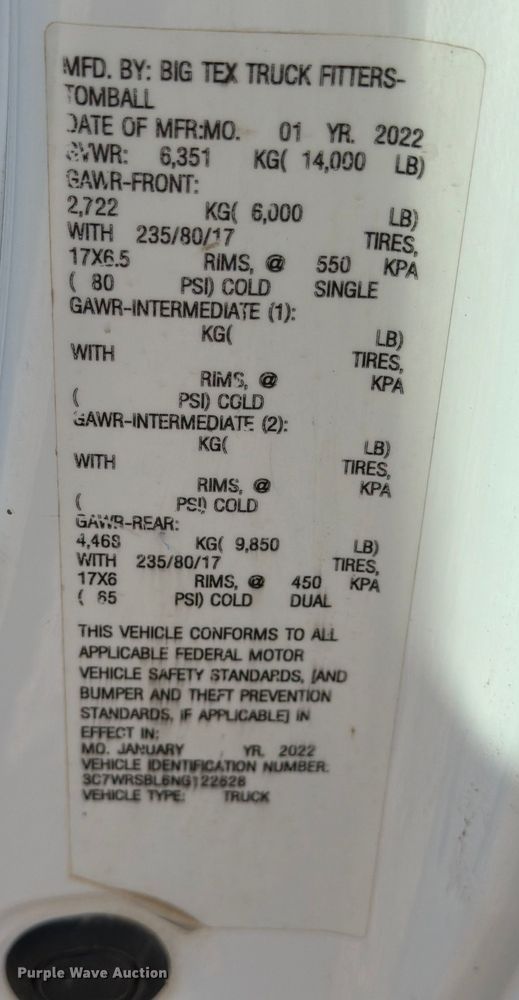 MFD. BY: BIG TEX TRUCK FITTERS-
TOMBALL
DATE OF MFR:MO. 01 YR. 2022
GVWR: 6,351 KG( 14,000 LB)
GAWR-FRONT:
2,722 KG( 6,000 LB)
WITH 235/80/17 TIRES,
17X6.5 RIMS, @ 550 KPA
( 80 PSI) COLD SINGLE
GAWR-INTERMEDIATE (1):
KG( LB)
WITH TIRES,
RIMS, @ KPA
( PSI) COLD
GAWR-INTERMEDIATE (2):
KG( LB)
WITH TIRES,
RIMS, @ KPA
( PSI) COLD
GAWR-REAR:
4,468 KG( 9,850 LB)
WITH 235/80/17 TIRES,
17X6 RIMS, @ 450 KPA
( 65 PSI) COLD DUAL
THIS VEHICLE CONFORMS TO ALL
APPLICABLE FEDERAL MOTOR
VEHICLE SAFETY STANDARDS, [AND
BUMPER AND THEFT PREVENTION
STANDARDS, IF APPLICABLE] IN
EFFECT IN:
MO. JANUARY YR. 2022
VEHICLE IDENTIFICATION NUMBER:
3C7WRSBL6NG122628
VEHICLE TYPE: TRUCK
Purple Wave Auction